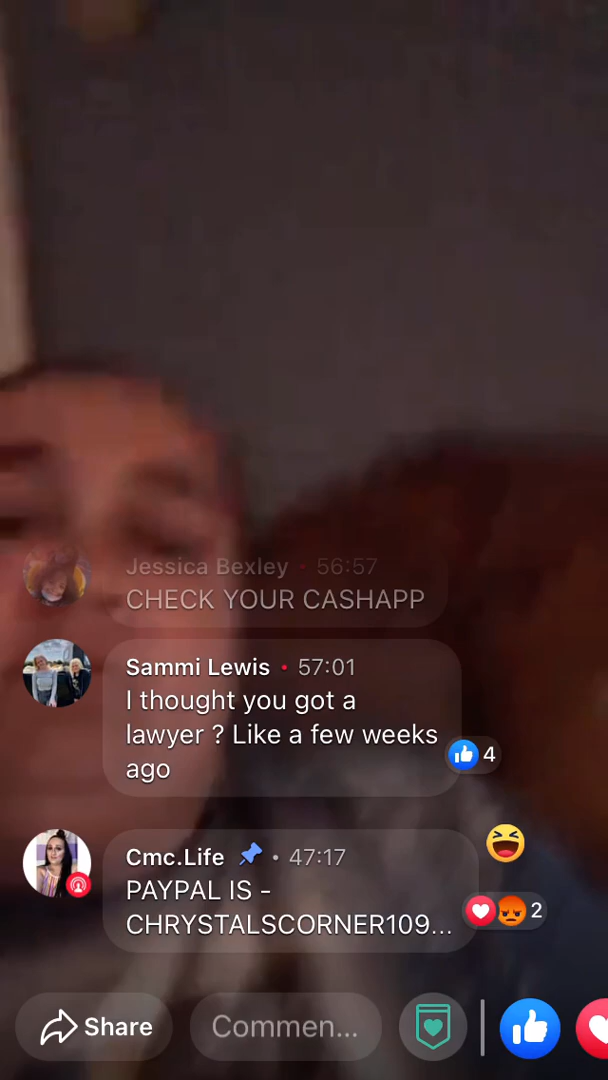 Jessica Bexley • 56:57
CHECK YOUR CASHAPP
Sammi Lewis • 57:01
I thought you got a
lawyer ? Like a few weeks
ago
4
Cmc.Life • 47:17
PAYPAL IS -
CHRYSTALSCORNER109...
2
Share
Commen...